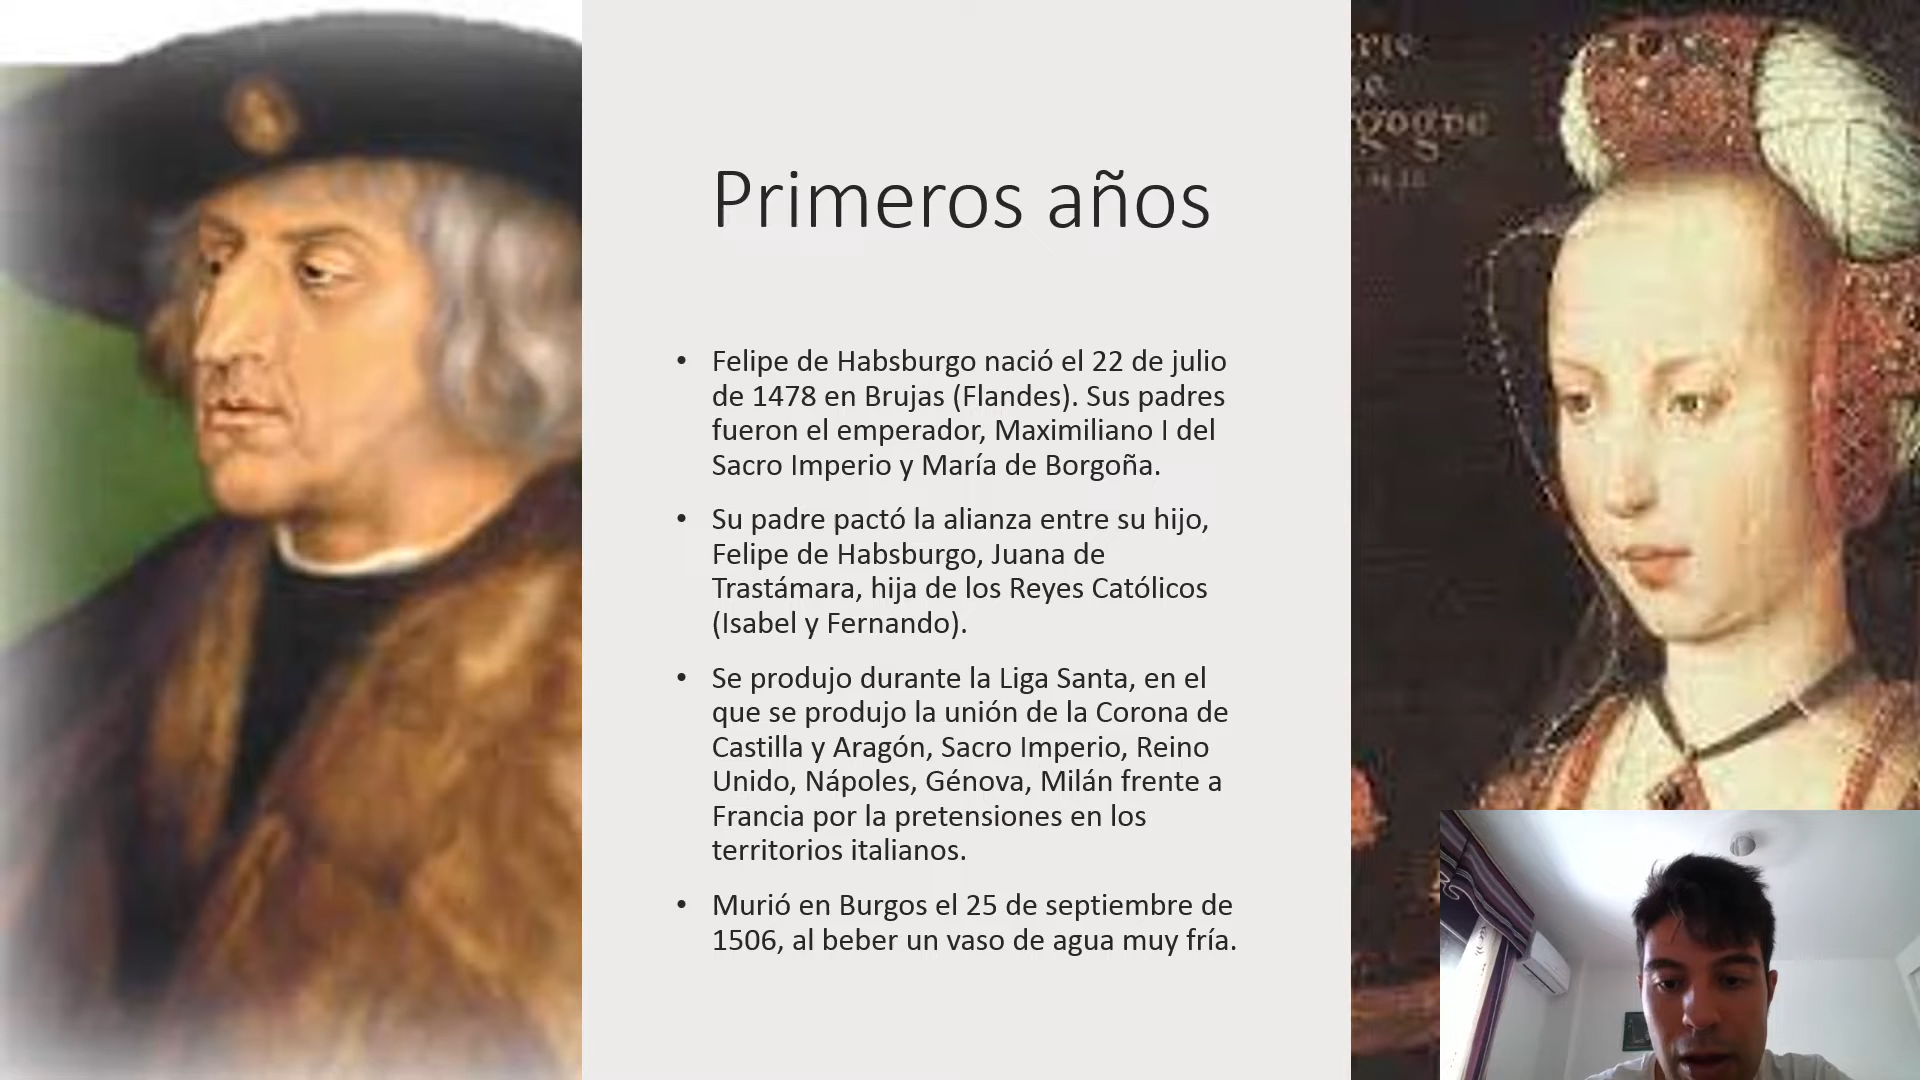 Primeros años
• Felipe de Habsburgo nació el 22 de julio
de 1478 en Brujas (Flandes). Sus padres
fueron el emperador, Maximiliano I del
Sacro Imperio y María de Borgoña.
• Su padre pactó la alianza entre su hijo,
Felipe de Habsburgo, Juana de
Trastámara, hija de los Reyes Católicos
(Isabel y Fernando).
• Se produjo durante la Liga Santa, en el
que se produjo la unión de la Corona de
Castilla y Aragón, Sacro Imperio, Reino
Unido, Nápoles, Génova, Milán frente a
Francia por la pretensiones en los
territorios italianos.
• Murió en Burgos el 25 de septiembre de
1506, al beber un vaso de agua muy fría.